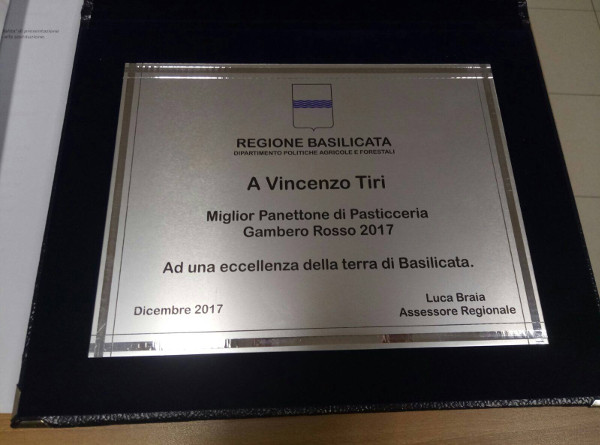 REGIONE BASILICATA
DIPARTIMENTO POLITICHE AGRICOLE E FORESTALI
A Vincenzo Tiri
Miglior Panettone di Pasticceria
Gambero Rosso 2017
Ad una eccellenza della terra di Basilicata.
Dicembre 2017
Luca Braia
Assessore Regionale